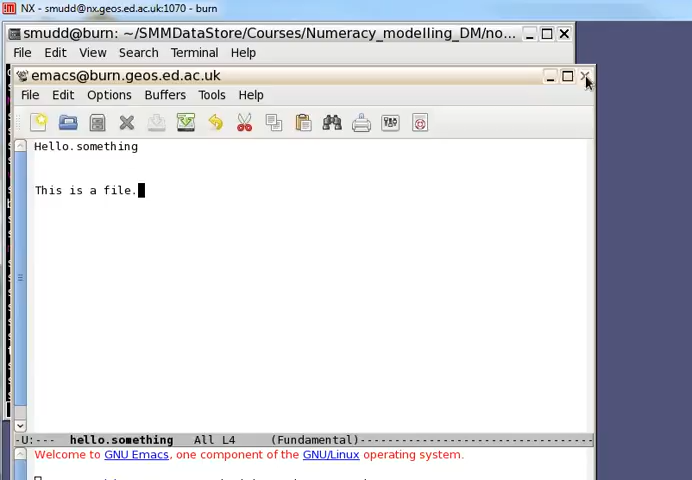 NX - smudd@nx.geos.ed.ac.uk:1070 - burn
smudd@burn: ~/SMMDataStore/Courses/Numeracy_modelling_DM/no...
File Edit View Search Terminal Help
emacs@burn.geos.ed.ac.uk
File Edit Options Buffers Tools Help
Hello.something
This is a file.
-U:--- hello.something All L4 (Fundamental)---------------------------------
Welcome to GNU Emacs, one component of the GNU/Linux operating system.